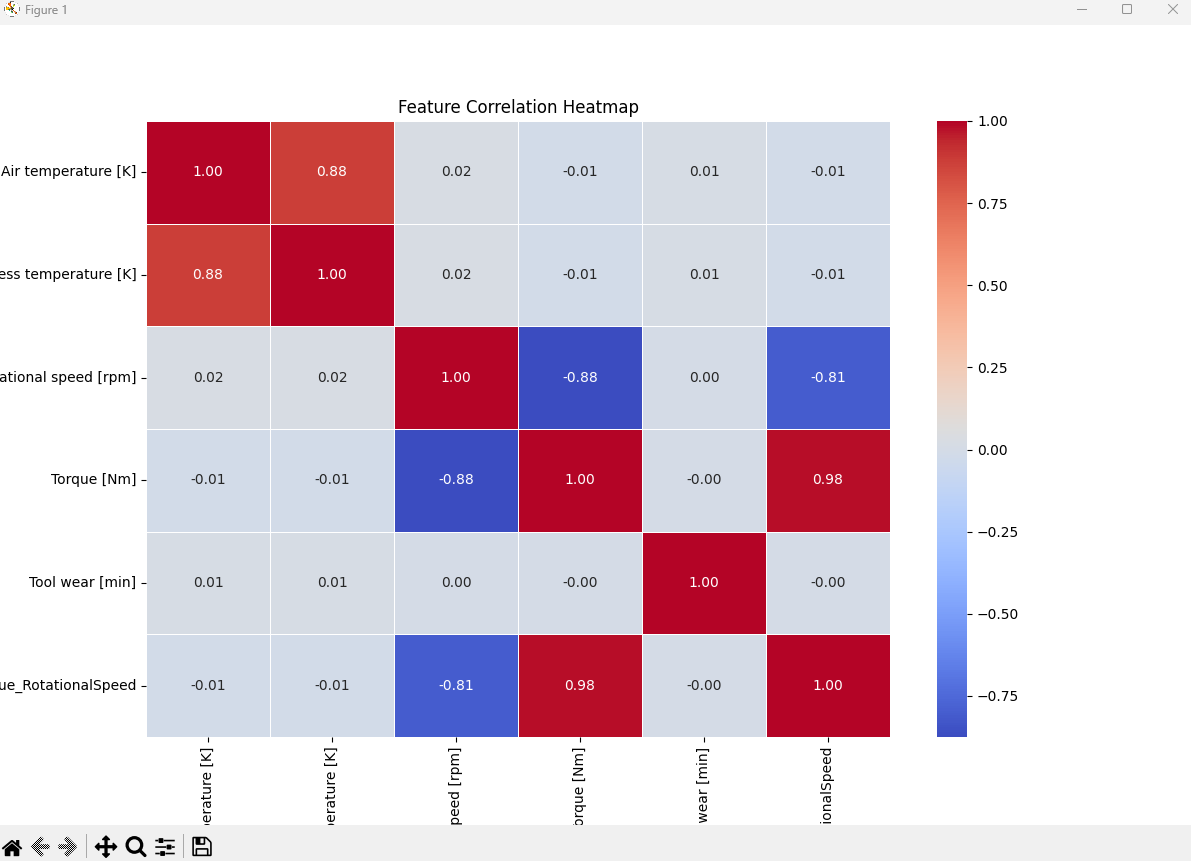 Figure 1
Feature Correlation Heatmap
Air temperature [K]
ess temperature [K]
ational speed [rpm]
Torque [Nm]
Tool wear [min]
ue_RotationalSpeed
1.00 0.88 0.02 -0.01 0.01 -0.01
0.88 1.00 0.02 -0.01 0.01 -0.01
0.02 0.02 1.00 -0.88 0.00 -0.81
-0.01 -0.01 -0.88 1.00 -0.00 0.98
0.01 0.01 0.00 -0.00 1.00 -0.00
-0.01 -0.01 -0.81 0.98 -0.00 1.00
erature [K]
erature [K]
peed [rpm]
orque [Nm]
wear [min]
ionalSpeed
1.00
0.75
0.50
0.25
0.00
−0.25
−0.50
−0.75